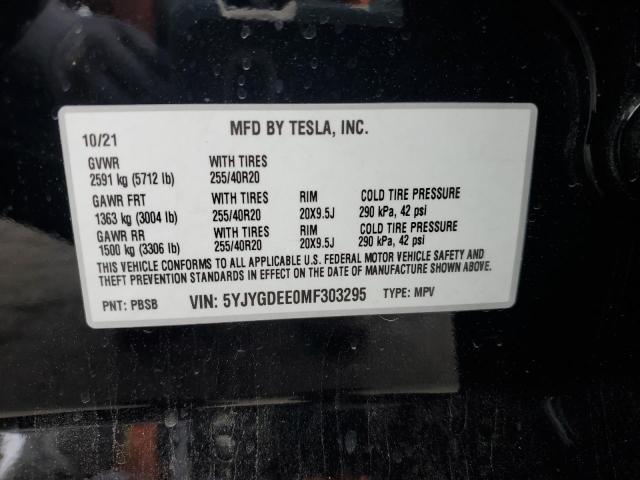 10/21 MFD BY TESLA, INC.
GVWR WITH TIRES
2591 kg (5712 lb) 255/40R20
GAWR FRT WITH TIRES RIM COLD TIRE PRESSURE
1363 kg (3004 lb) 255/40R20 20X9.5J 290 kPa, 42 psi
GAWR RR WITH TIRES RIM COLD TIRE PRESSURE
1500 kg (3306 lb) 255/40R20 20X9.5J 290 kPa, 42 psi
THIS VEHICLE CONFORMS TO ALL APPLICABLE U.S. FEDERAL MOTOR VEHICLE SAFETY AND
THEFT PREVENTION STANDARDS IN EFFECT ON THE DATE OF MANUFACTURE SHOWN ABOVE.
PNT: PBSB VIN: 5YJYGDEE0MF303295 TYPE: MPV